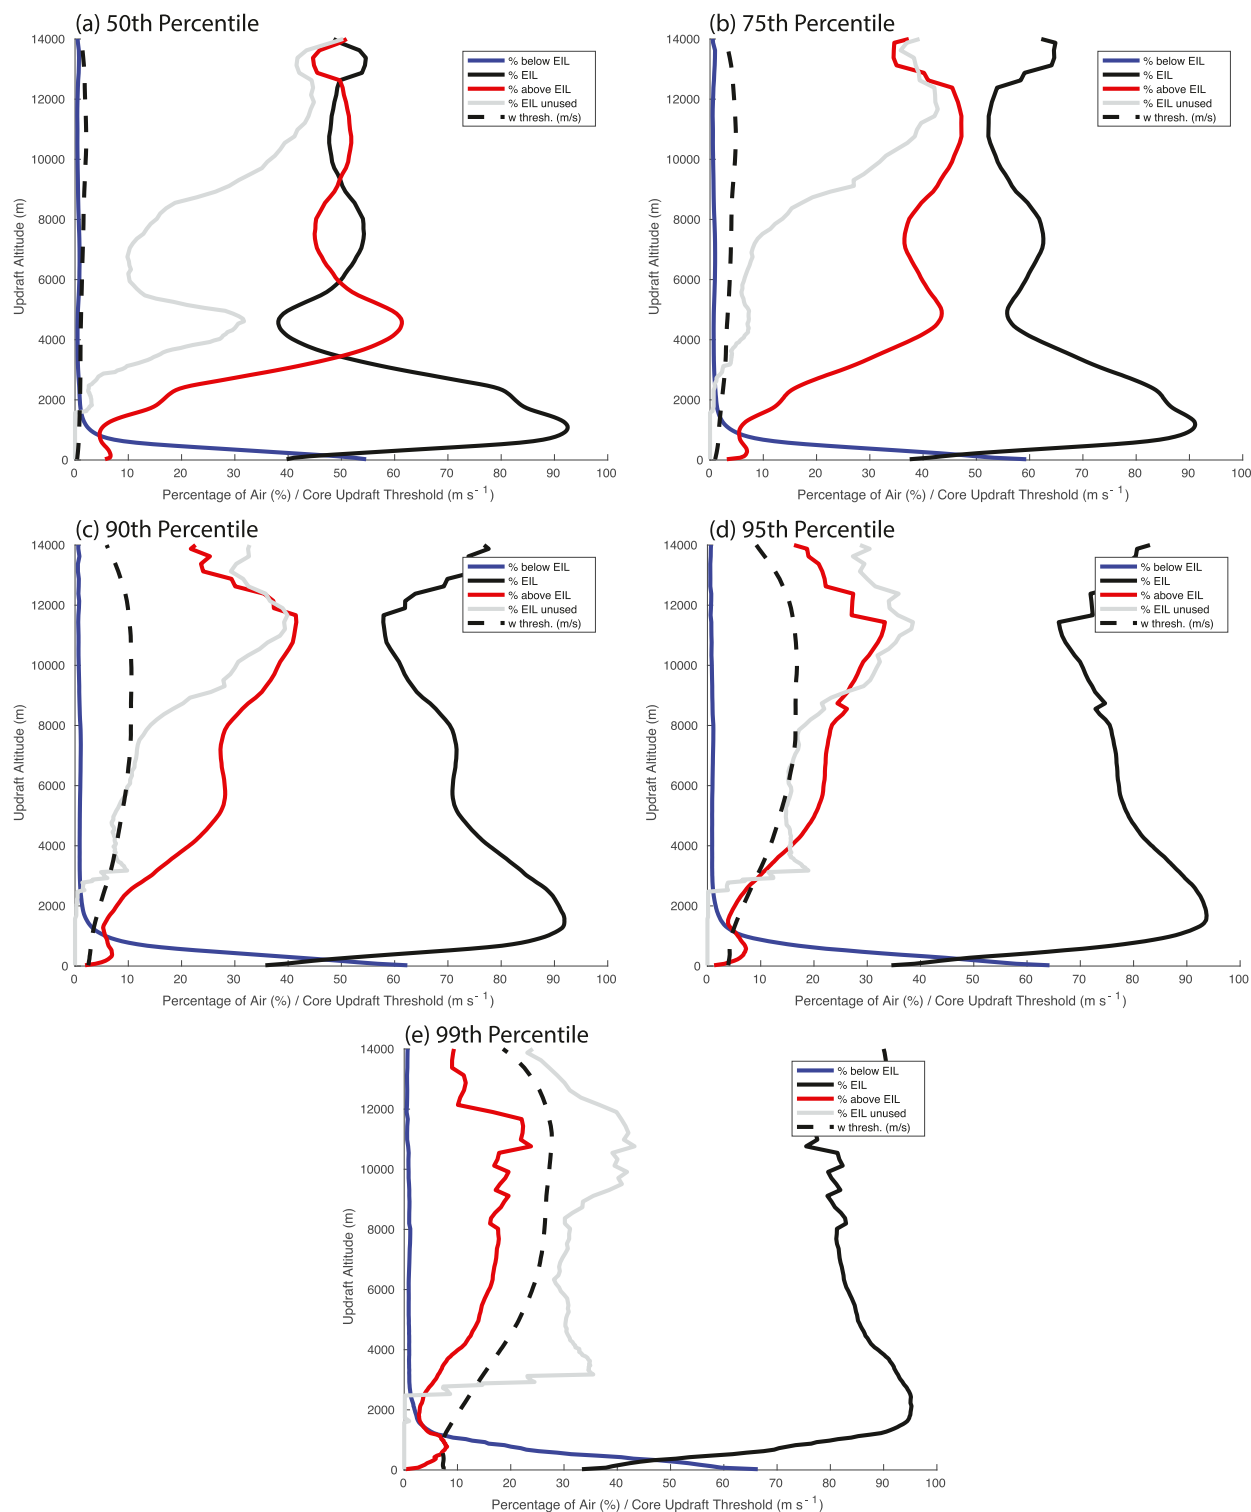 (a) 50th Percentile
14000
12000
10000
8000
6000
4000
2000
0
Updraft Altitude (m)
% below EIL
% EIL
% above EIL
% EIL unused
w thresh. (m/s)
0 10 20 30 40 50 60 70 80 90 100
Percentage of Air (%) / Core Updraft Threshold (m s⁻¹)
(b) 75th Percentile
14000
12000
10000
8000
6000
4000
2000
0
Updraft Altitude (m)
% below EIL
% EIL
% above EIL
% EIL unused
w thresh. (m/s)
0 10 20 30 40 50 60 70 80 90 100
Percentage of Air (%) / Core Updraft Threshold (m s⁻¹)
(c) 90th Percentile
14000
12000
10000
8000
6000
4000
2000
0
Updraft Altitude (m)
% below EIL
% EIL
% above EIL
% EIL unused
w thresh. (m/s)
0 10 20 30 40 50 60 70 80 90 100
Percentage of Air (%) / Core Updraft Threshold (m s⁻¹)
(d) 95th Percentile
14000
12000
10000
8000
6000
4000
2000
0
Updraft Altitude (m)
% below EIL
% EIL
% above EIL
% EIL unused
w thresh. (m/s)
0 10 20 30 40 50 60 70 80 90 100
Percentage of Air (%) / Core Updraft Threshold (m s⁻¹)
(e) 99th Percentile
14000
12000
10000
8000
6000
4000
2000
0
Updraft Altitude (m)
% below EIL
% EIL
% above EIL
% EIL unused
w thresh. (m/s)
0 10 20 30 40 50 60 70 80 90 100
Percentage of Air (%) / Core Updraft Threshold (m s⁻¹)